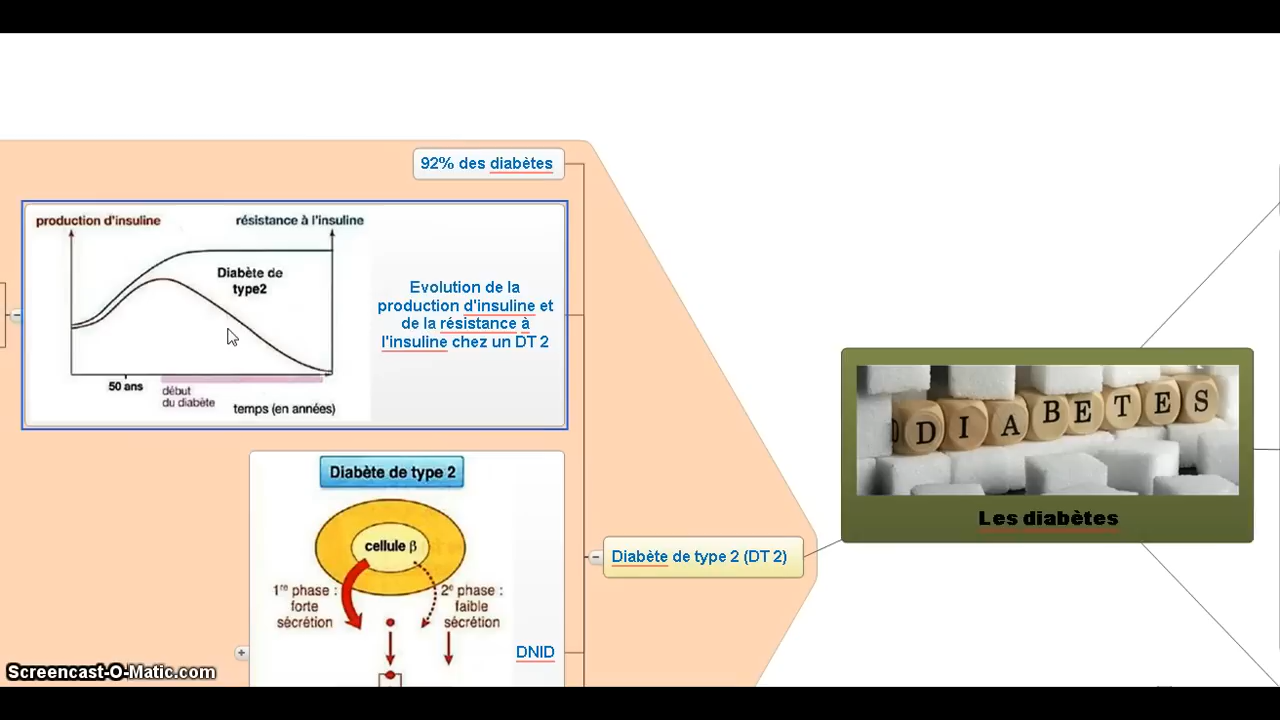 92% des diabètes
production d'insuline
résistance à l'insuline
Diabète de
type2
50 ans
début
du diabète
temps (en années)
Evolution de la
production d'insuline et
de la résistance à
l'insuline chez un DT 2
Diabète de type 2
cellule β
1re phase :
forte
sécrétion
2e phase :
faible
sécrétion
DNID
Diabète de type 2 (DT 2)
DIABETES
Les diabètes
Screencast-O-Matic.com